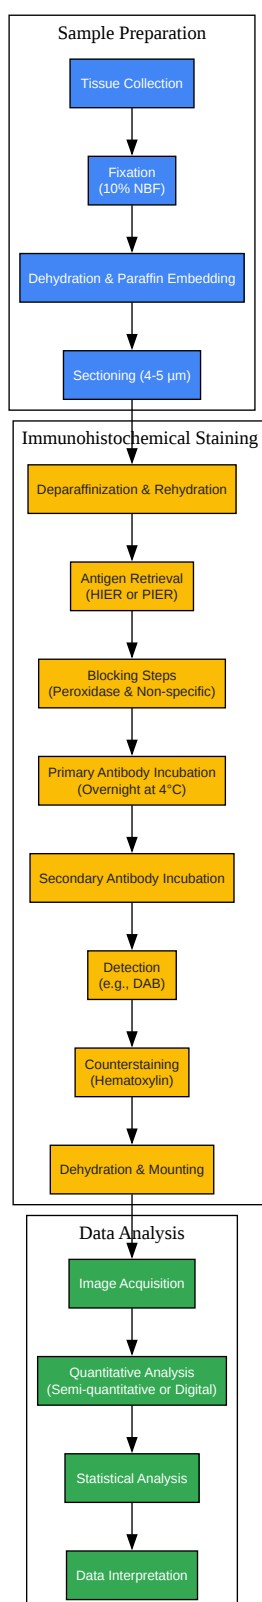 Sample Preparation
Tissue Collection
Fixation
(10% NBF)
Dehydration & Paraffin Embedding
Sectioning (4-5 µm)
Immunohistochemical Staining
Deparaffinization & Rehydration
Antigen Retrieval
(HIER or PIER)
Blocking Steps
(Peroxidase & Non-specific)
Primary Antibody Incubation
(Overnight at 4°C)
Secondary Antibody Incubation
Detection
(e.g., DAB)
Counterstaining
(Hematoxylin)
Dehydration & Mounting
Data Analysis
Image Acquisition
Quantitative Analysis
(Semi-quantitative or Digital)
Statistical Analysis
Data Interpretation